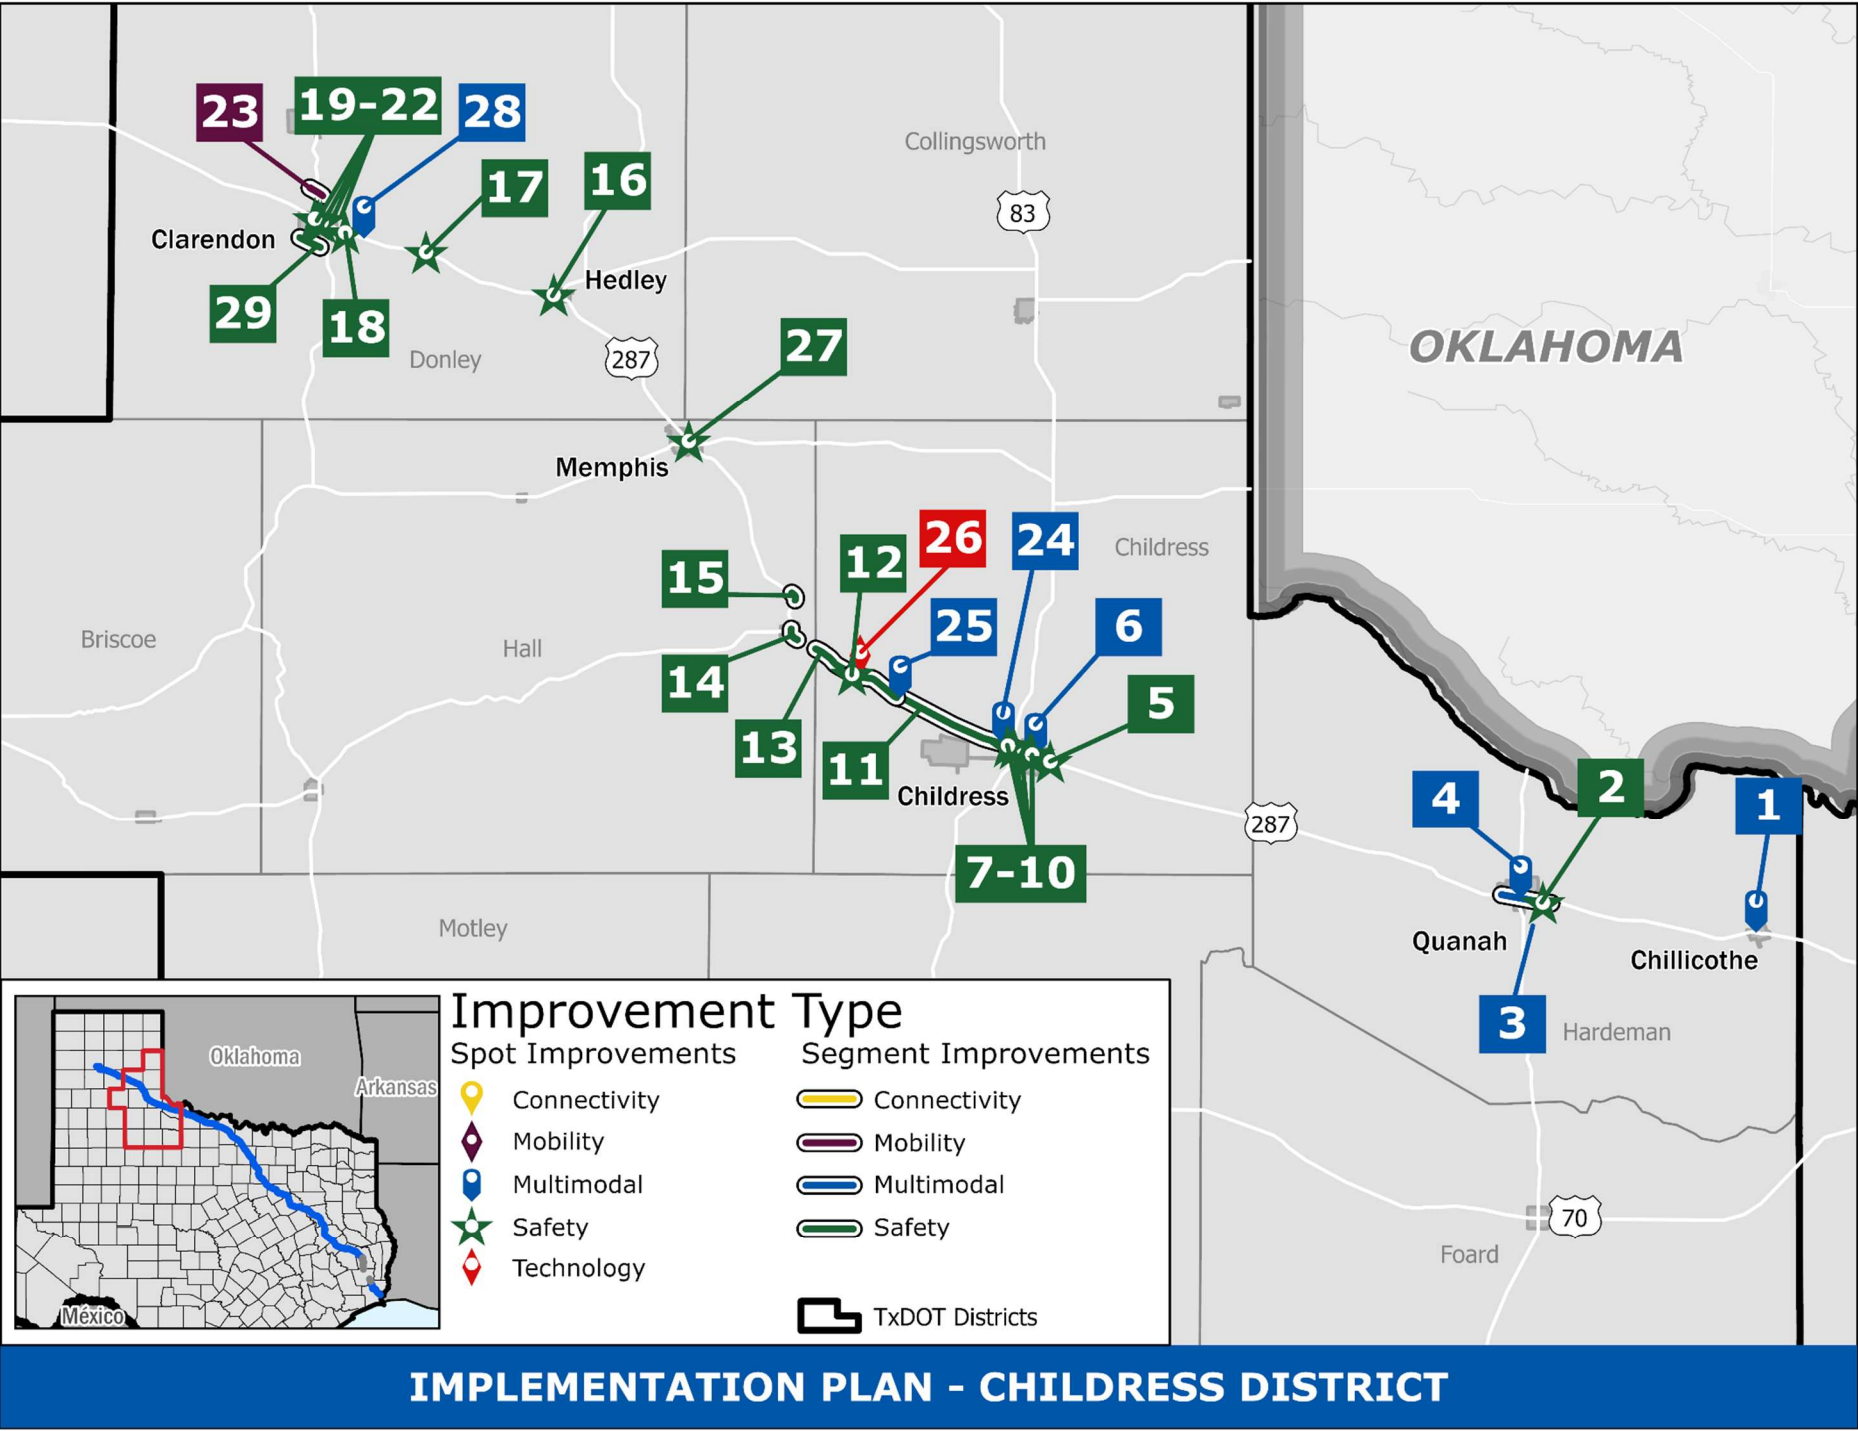 23
19-22
28
17
16
Collingsworth
83
Clarendon
Hedley
29
18
Donley
287
27
OKLAHOMA
Memphis
15
12
26
24
Childress
25
6
Briscoe
Hall
14
13
11
5
Childress
7-10
287
4
2
1
Quanah
Chillicothe
3
Hardeman
Motley
70
Foard
Improvement Type
Spot Improvements
Connectivity
Mobility
Multimodal
Safety
Technology
Segment Improvements
Connectivity
Mobility
Multimodal
Safety
TxDOT Districts
Oklahoma
Arkansas
México
IMPLEMENTATION PLAN - CHILDRESS DISTRICT